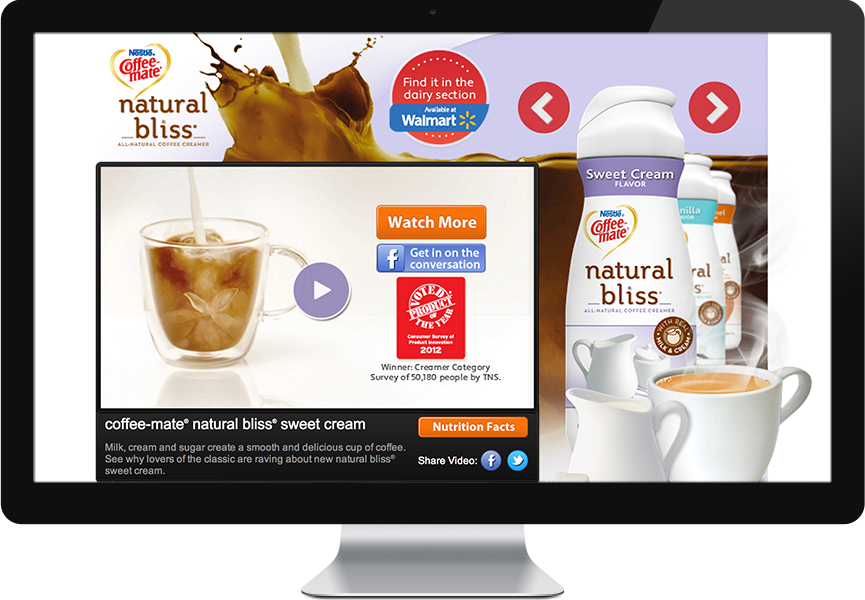 Nestlé
Coffee-mate
natural
bliss®
ALL-NATURAL COFFEE CREAMER
Find it in the
dairy section
Available at
Walmart
Watch More
Get in on the
conversation
VOTED
PRODUCT
OF THE YEAR
Consumer Survey of
Product Innovation
2012
Winner: Creamer Category
Survey of 50,180 people by TNS.
coffee-mate® natural bliss® sweet cream
Nutrition Facts
Milk, cream and sugar create a smooth and delicious cup of coffee.
See why lovers of the classic are raving about new natural bliss®
sweet cream.
Share Video:
Sweet Cream
FLAVOR
Nestlé
Coffee-mate®
natural
bliss®
ALL-NATURAL COFFEE CREAMER
WITH REAL
MILK & CREAM
nilla
AVOR
ral
s
mel
ral
s